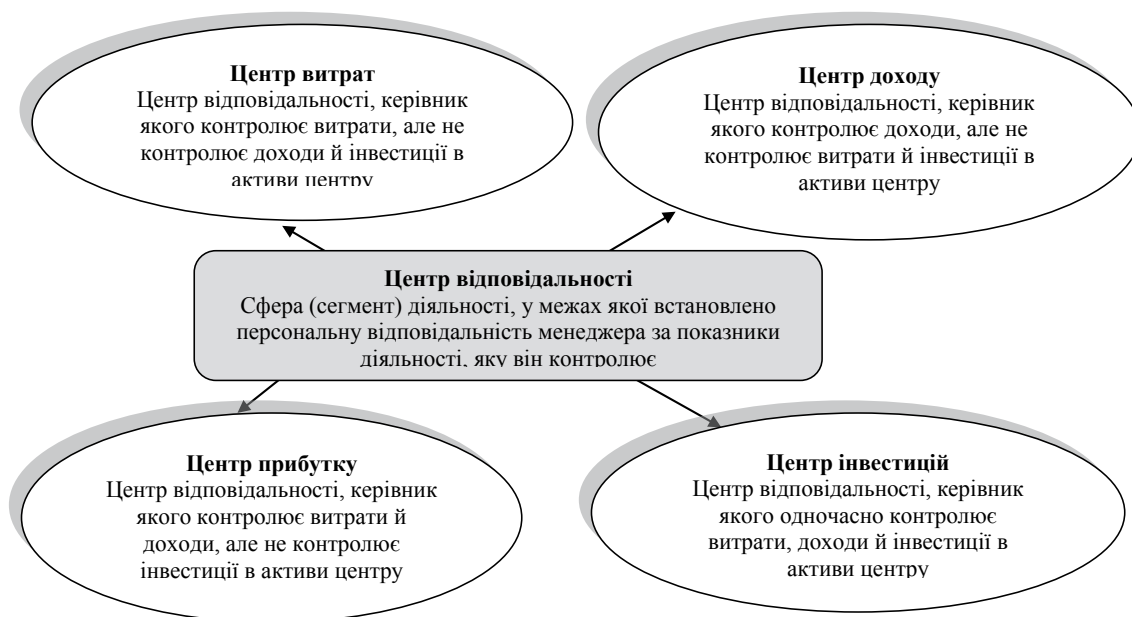 Центр витрат
Центр відповідальності, керівник
якого контролює витрати, але не
контролює доходи й інвестиції в
активи центру
Центр доходу
Центр відповідальності, керівник
якого контролює доходи, але не
контролює витрати й інвестиції в
активи центру
Центр відповідальності
Сфера (сегмент) діяльності, у межах якої встановлено
персональну відповідальність менеджера за показники
діяльності, яку він контролює
Центр прибутку
Центр відповідальності, керівник
якого контролює витрати й
доходи, але не контролює
інвестиції в активи центру
Центр інвестицій
Центр відповідальності, керівник
якого одночасно контролює
витрати, доходи й інвестиції в
активи центру